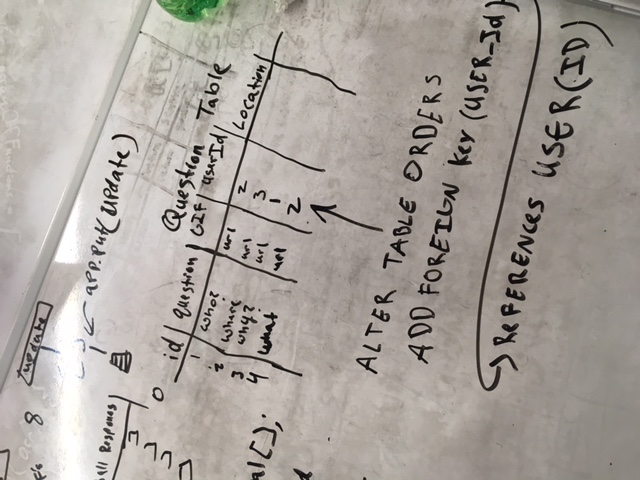 8 update
app.put(update)
all Response
3
3
3
0
Question Table
id question GIF userId Location
1 who? url 2
2 where url 3
3 why? url 1
4 what url 2
al[];
ALTER TABLE ORDERS
ADD FOREIGN key (USER_Id)
REFERENCES USER(ID)